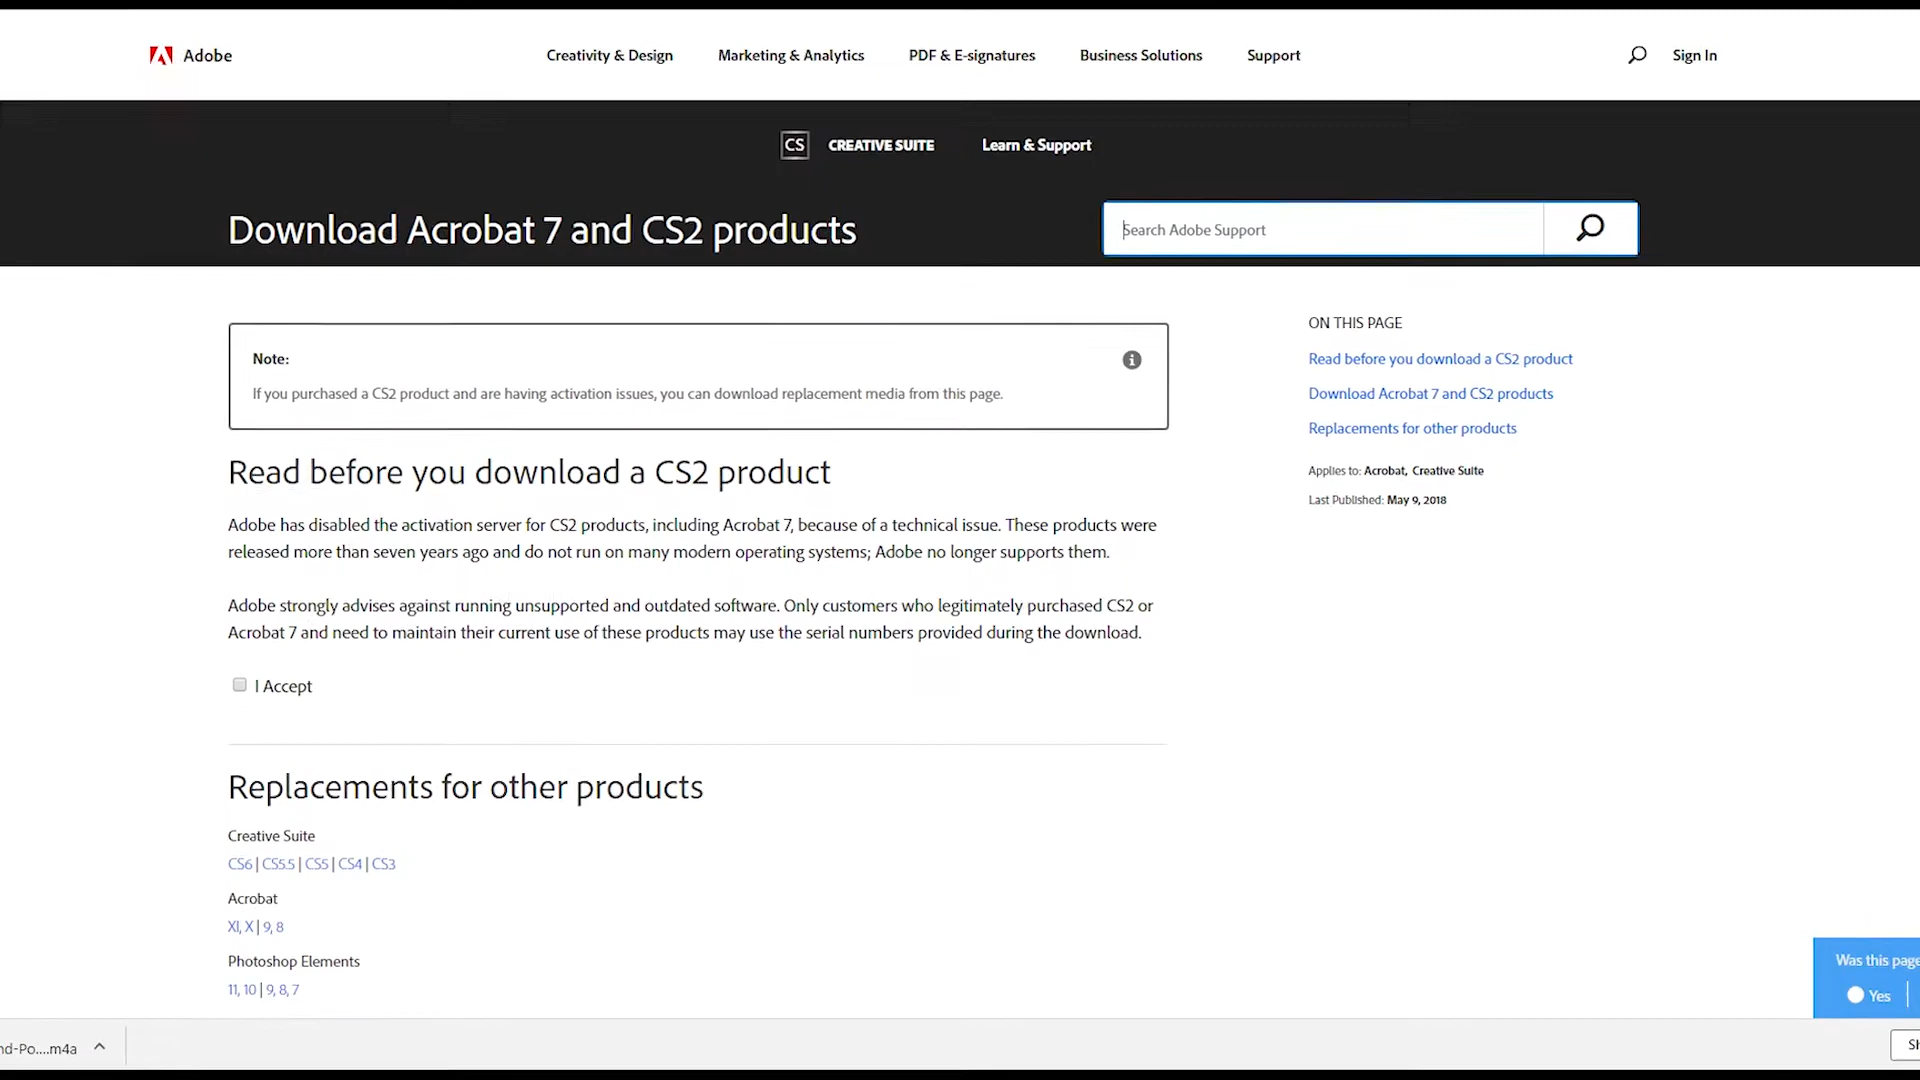 Adobe
Creativity & Design
Marketing & Analytics
PDF & E-signatures
Business Solutions
Support
Sign In
CS
CREATIVE SUITE
Learn & Support
Download Acrobat 7 and CS2 products
Search Adobe Support
Note:
If you purchased a CS2 product and are having activation issues, you can download replacement media from this page.
Read before you download a CS2 product
Adobe has disabled the activation server for CS2 products, including Acrobat 7, because of a technical issue. These products were
released more than seven years ago and do not run on many modern operating systems; Adobe no longer supports them.
Adobe strongly advises against running unsupported and outdated software. Only customers who legitimately purchased CS2 or
Acrobat 7 and need to maintain their current use of these products may use the serial numbers provided during the download.
I Accept
Replacements for other products
Creative Suite
CS6 | CS5.5 | CS5 | CS4 | CS3
Acrobat
XI, X | 9, 8
Photoshop Elements
11, 10 | 9, 8, 7
ON THIS PAGE
Read before you download a CS2 product
Download Acrobat 7 and CS2 products
Replacements for other products
Applies to: Acrobat, Creative Suite
Last Published: May 9, 2018
Was this page
Yes
nd-Po....m4a
Sh